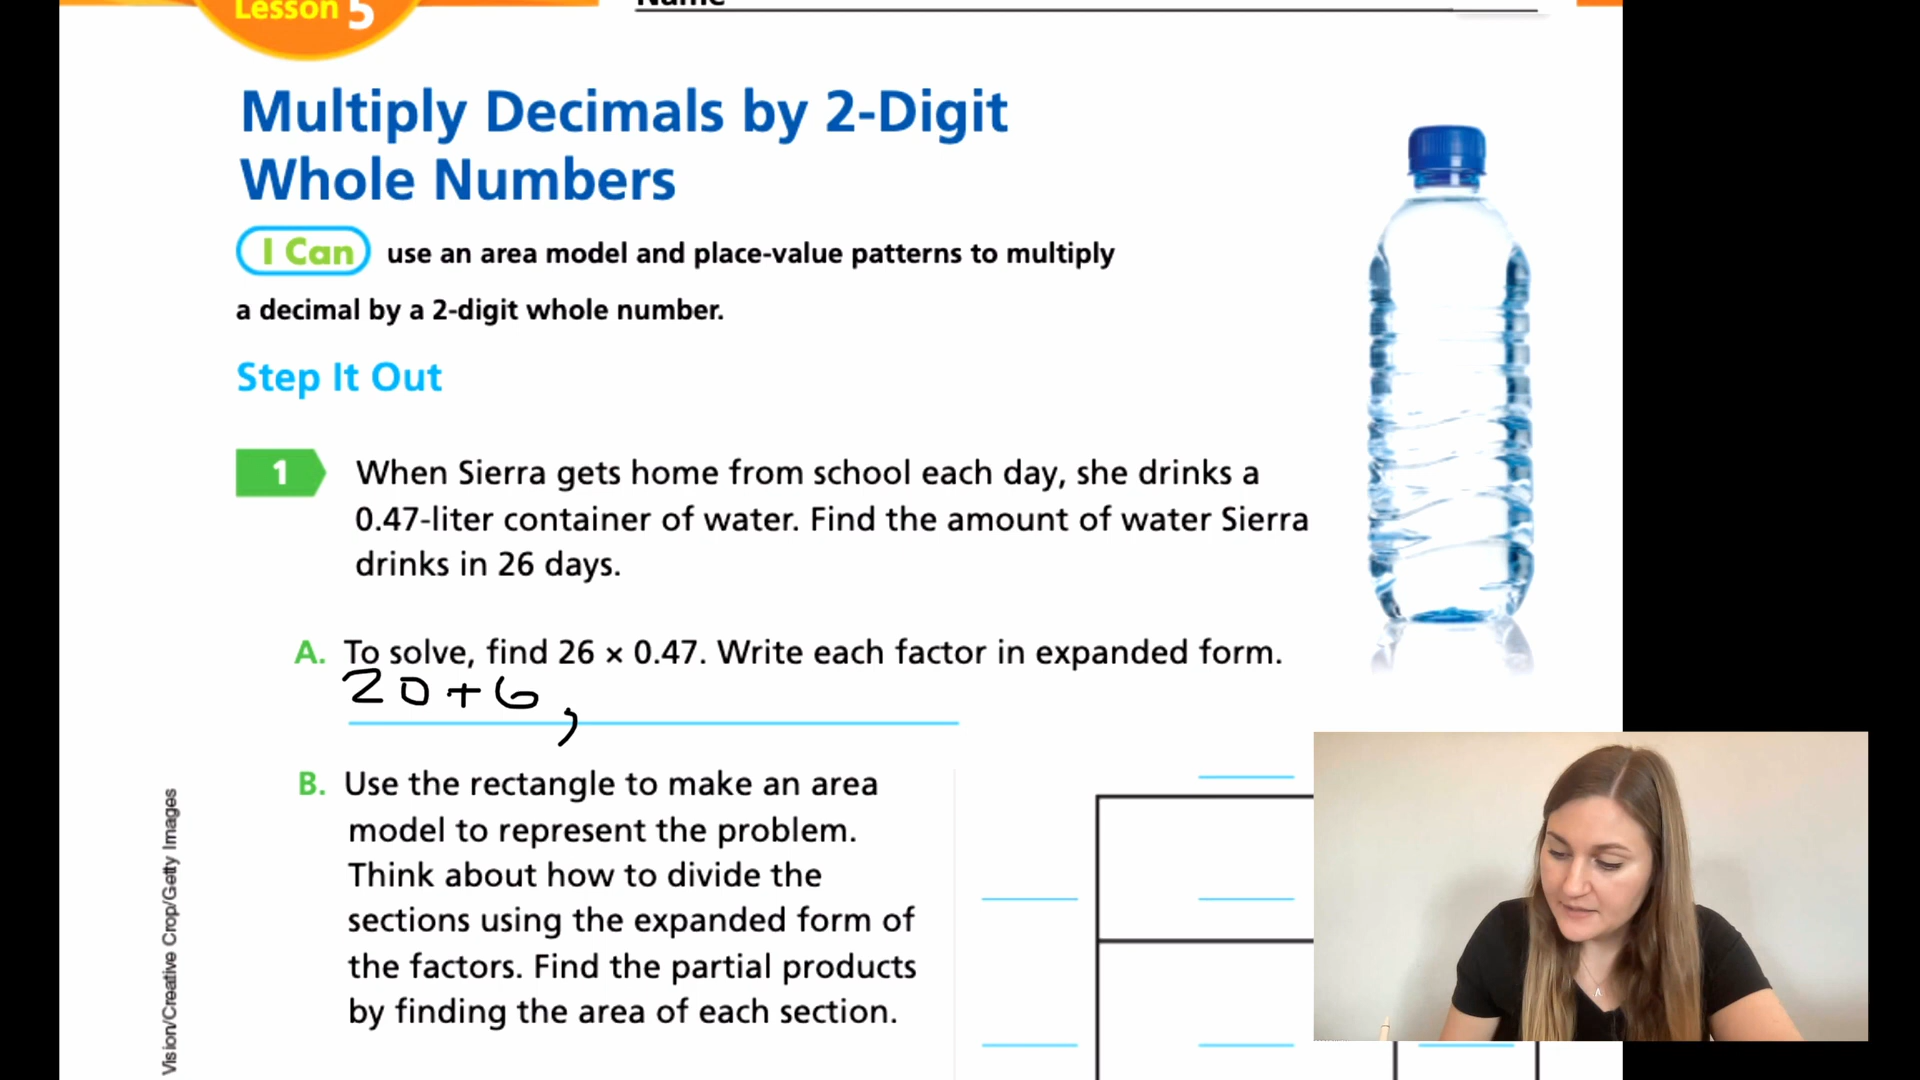 Lesson 5
Name
Multiply Decimals by 2-Digit
Whole Numbers
I Can use an area model and place-value patterns to multiply
a decimal by a 2-digit whole number.
Step It Out
1 When Sierra gets home from school each day, she drinks a
0.47-liter container of water. Find the amount of water Sierra
drinks in 26 days.
A. To solve, find 26 × 0.47. Write each factor in expanded form.
20+6,
B. Use the rectangle to make an area
model to represent the problem.
Think about how to divide the
sections using the expanded form of
the factors. Find the partial products
by finding the area of each section.
Vision/Creative Crop/Getty Images